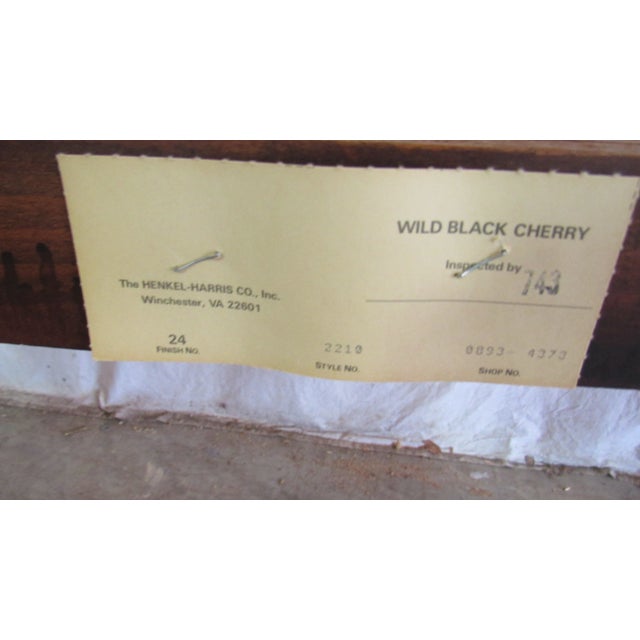 WILD BLACK CHERRY
Inspected by 743
The HENKEL-HARRIS CO., Inc.
Winchester, VA 22601
24 2210 0893- 4373
FINISH NO. STYLE NO. SHOP NO.